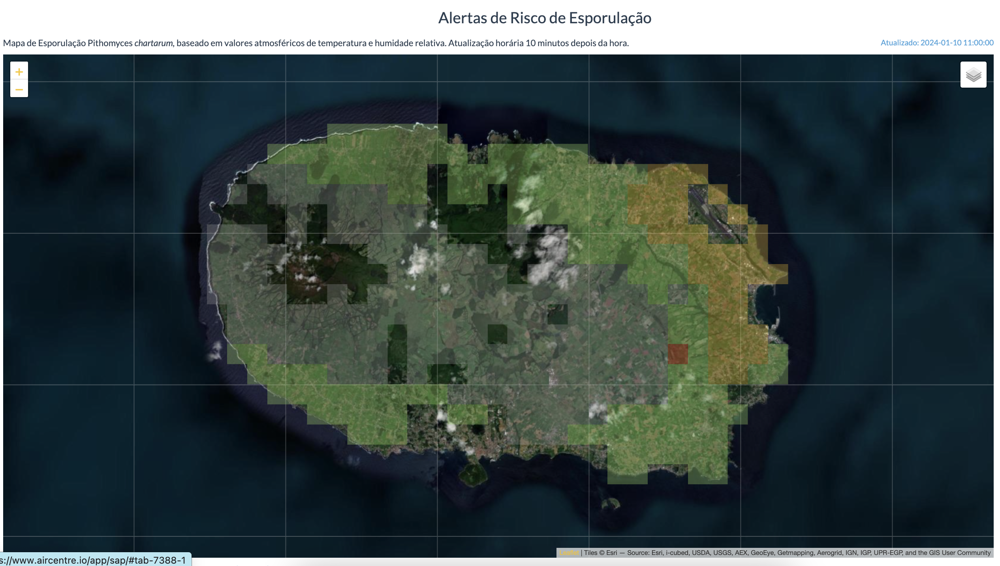 Alertas de Risco de Esporulação
Mapa de Esporulação Pithomyces chartarum, baseado em valores atmosféricos de temperatura e humidade relativa. Atualização horária 10 minutos depois da hora.
Atualizado: 2024-01-10 11:00:00
+
−
Leaflet | Tiles © Esri — Source: Esri, i-cubed, USDA, USGS, AEX, GeoEye, Getmapping, Aerogrid, IGN, IGP, UPR-EGP, and the GIS User Community
s://www.aircentre.io/app/sap/#tab-7388-1